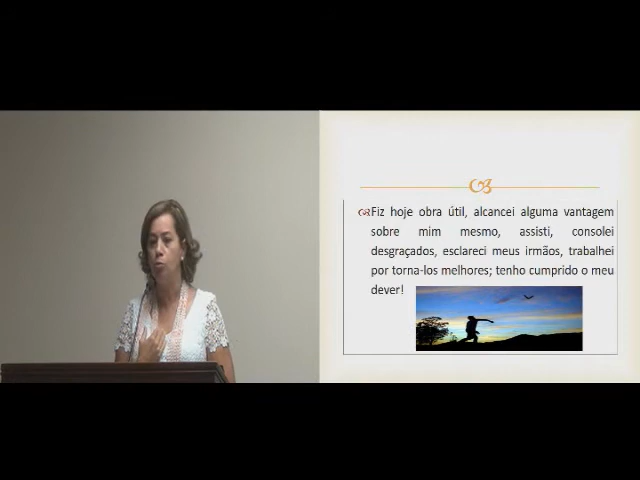 Fiz hoje obra útil, alcancei alguma vantagem
sobre mim mesmo, assisti, consolei
desgraçados, esclareci meus irmãos, trabalhei
por torna-los melhores; tenho cumprido o meu
dever!